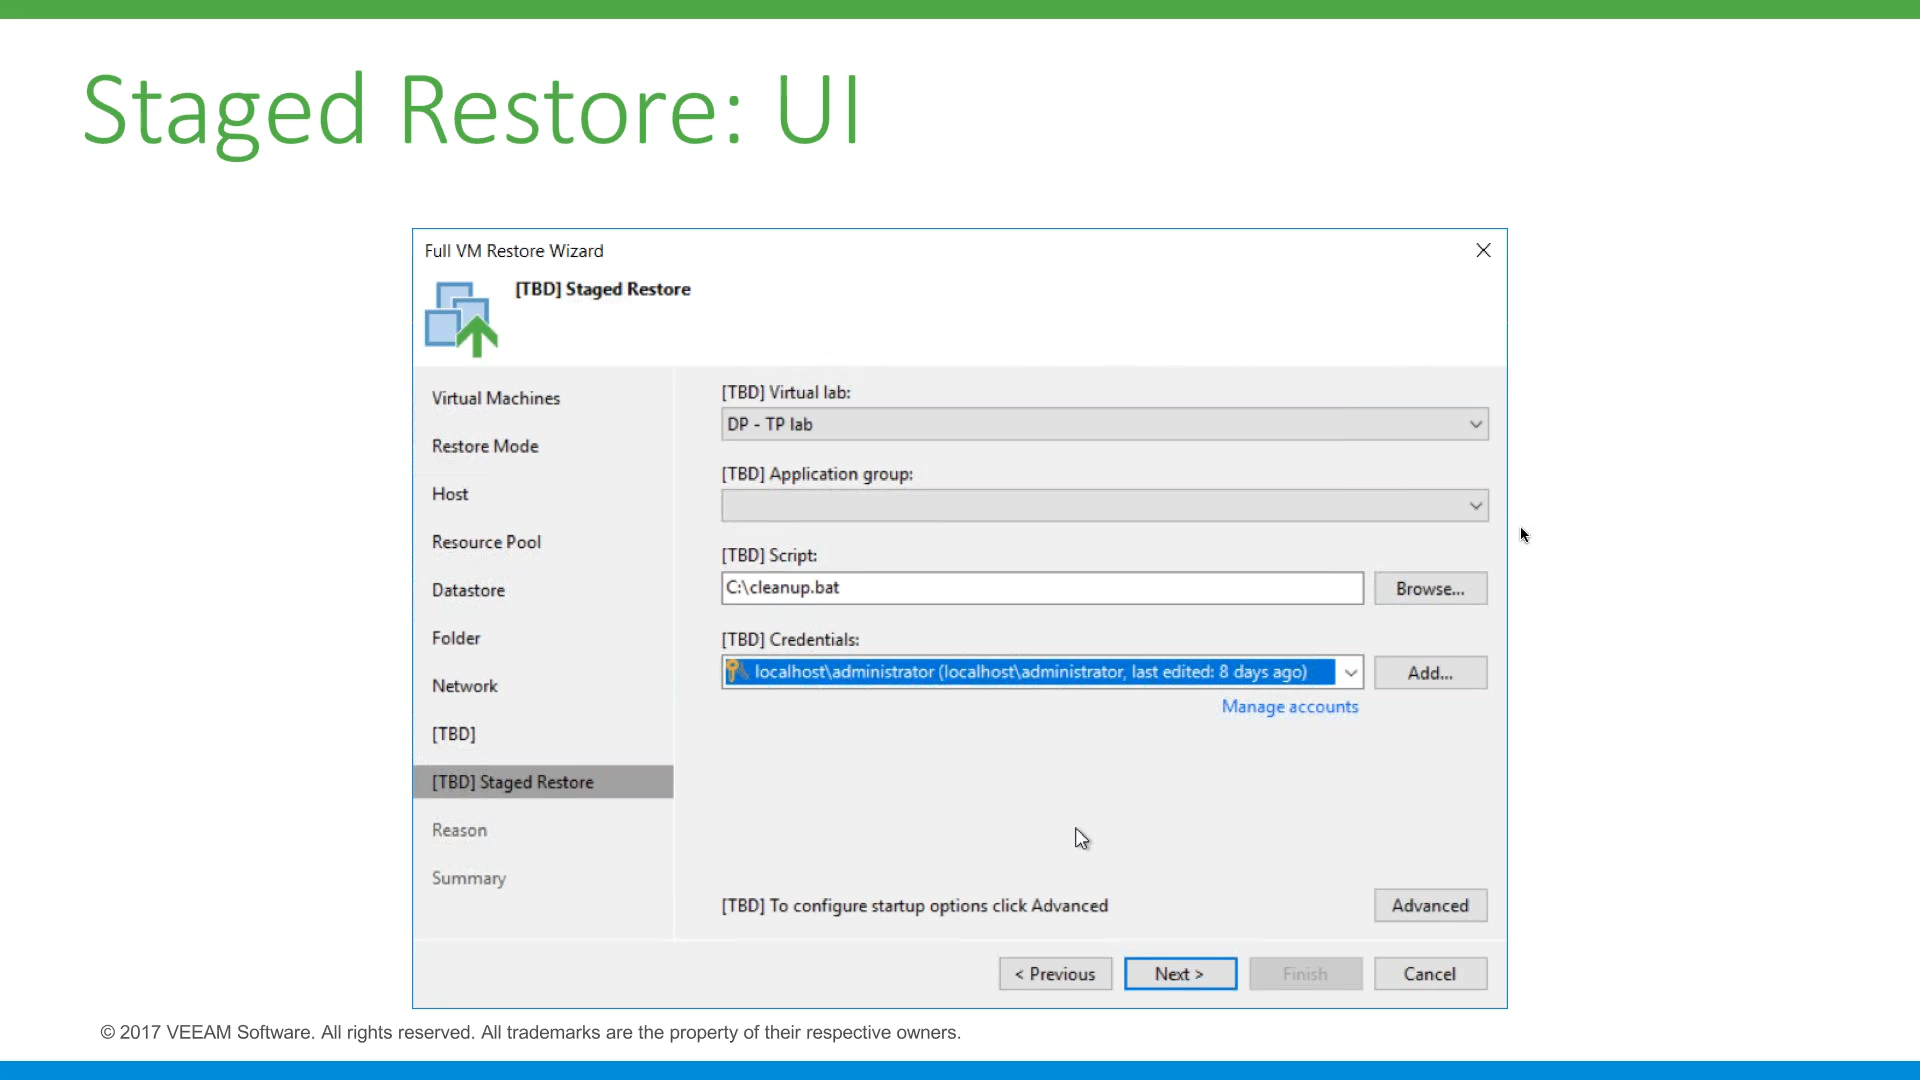 Staged Restore: UI
Full VM Restore Wizard
[TBD] Staged Restore
Virtual Machines
Restore Mode
Host
Resource Pool
Datastore
Folder
Network
[TBD]
[TBD] Staged Restore
Reason
Summary
[TBD] Virtual lab:
DP - TP lab
[TBD] Application group:
[TBD] Script:
C:\cleanup.bat
Browse...
[TBD] Credentials:
localhost\administrator (localhost\administrator, last edited: 8 days ago)
Add...
Manage accounts
[TBD] To configure startup options click Advanced
Advanced
< Previous
Next >
Finish
Cancel
© 2017 VEEAM Software. All rights reserved. All trademarks are the property of their respective owners.